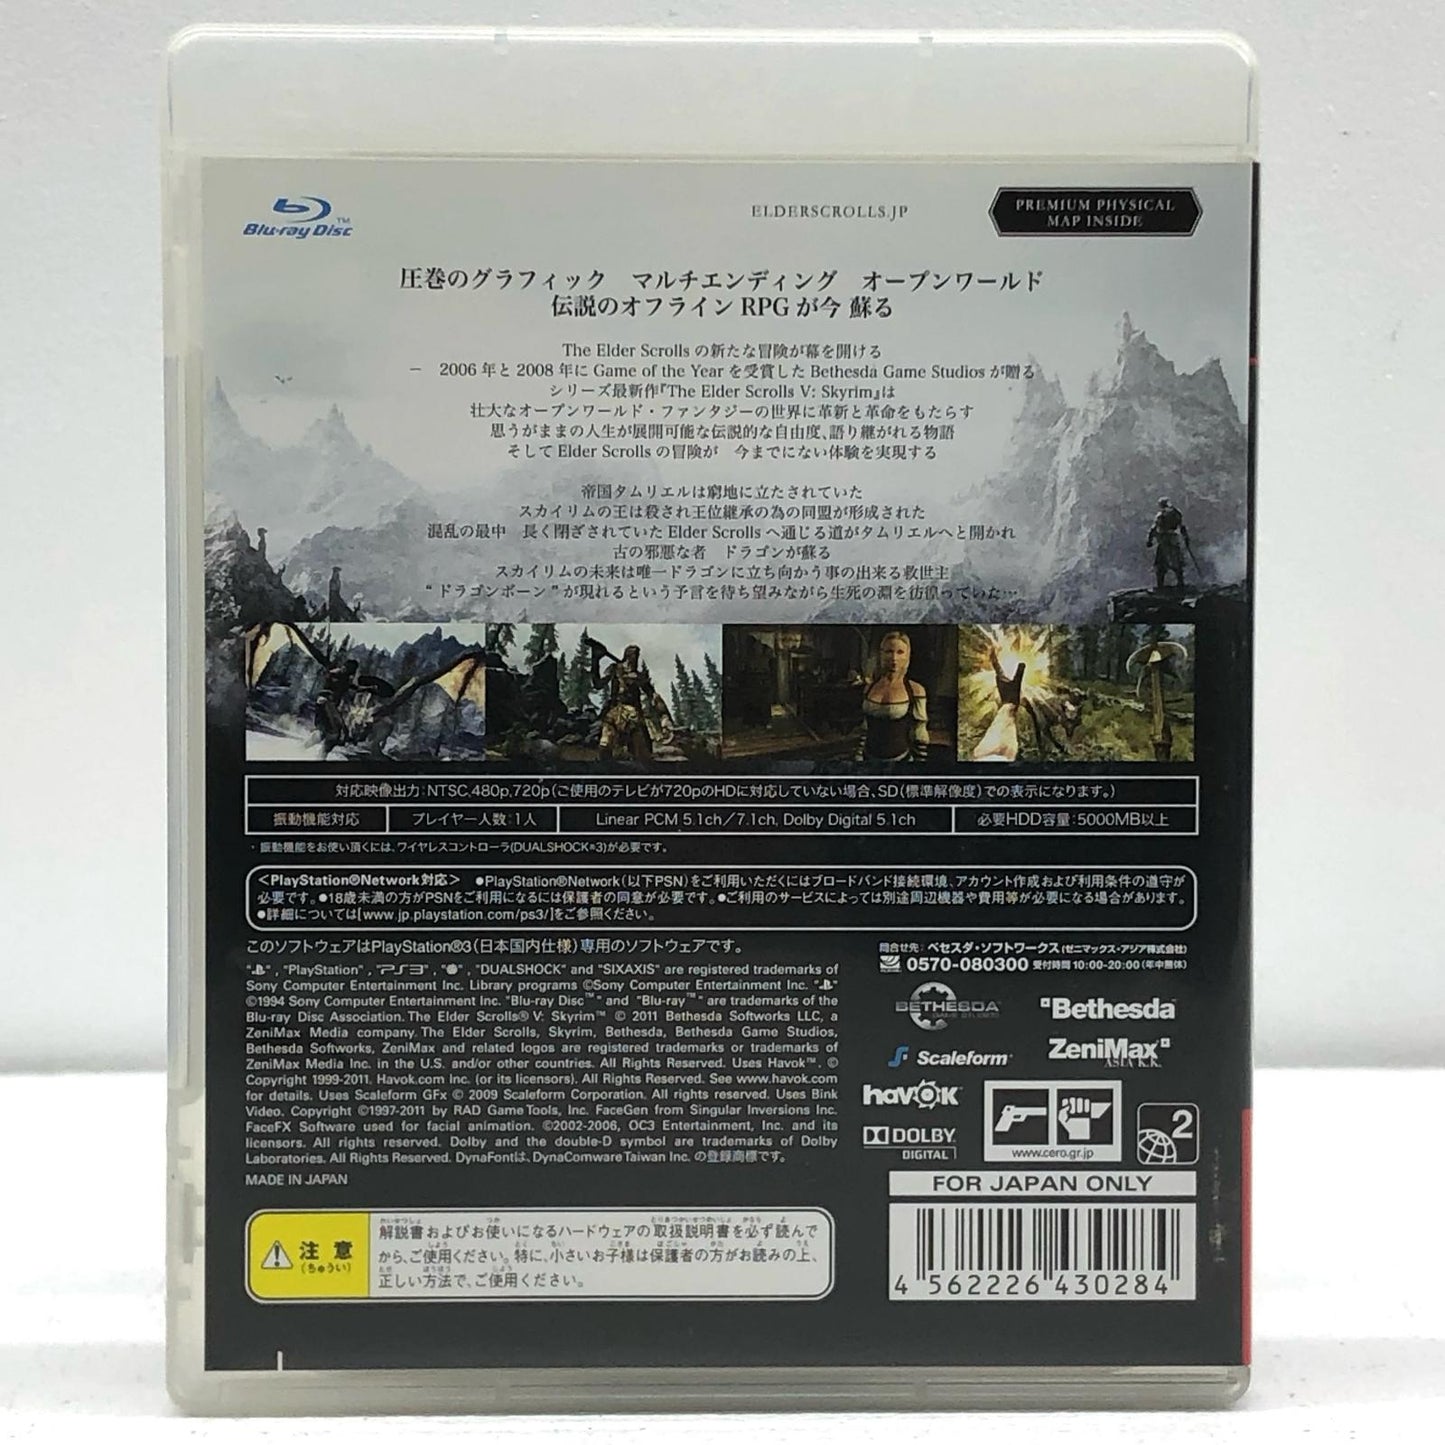 Blu-ray Disc™
ELDERSCROLLS.JP
PREMIUM PHYSICAL
MAP INSIDE
圧巻のグラフィック　マルチエンディング　オープンワールド
伝説のオフライン RPG が今 蘇る
The Elder Scrolls の新たな冒険が幕を開ける
－　2006 年と 2008 年に Game of the Year を受賞した Bethesda Game Studios が贈る
シリーズ最新作『The Elder Scrolls V: Skyrim』は
壮大なオープンワールド・ファンタジーの世界に革新と革命をもたらす
思うがままの人生が展開可能な伝説的な自由度、語り継がれる物語
そして Elder Scrolls の冒険が　今までにない体験を実現する
帝国タムリエルは窮地に立たされていた
スカイリムの王は殺され王位継承の為の同盟が形成された
混乱の最中　長く閉ざされていた Elder Scrolls へ通じる道がタムリエルへと開かれ
古の邪悪な者　ドラゴンが蘇る
スカイリムの未来は唯一ドラゴンに立ち向かう事の出来る救世主
“ドラゴンボーン”が現れるという予言を待ち望みながら生死の淵を彷徨っていた…
対応映像出力：NTSC,480p,720p（ご使用のテレビが720pのHDに対応していない場合、SD（標準解像度）での表示になります。）
振動機能対応
プレイヤー人数：1人
Linear PCM 5.1ch／7.1ch, Dolby Digital 5.1ch
必要HDD容量：5000MB以上
・振動機能をお使い頂くには、ワイヤレスコントローラ(DUALSHOCK®3)が必要です。
＜PlayStation®Network対応＞ ●PlayStation®Network（以下PSN）をご利用いただくにはブロードバンド接続環境、アカウント作成および利用条件の遵守が
必要です。●18歳未満の方がPSNをご利用になるには保護者の同意が必要です。●ご利用のサービスによっては別途周辺機器や費用等が必要になる場合があります。
●詳細については[www.jp.playstation.com/ps3/]をご参照ください。
このソフトウェアはPlayStation®3（日本国内仕様）専用のソフトウェアです。
, "PlayStation", "PS3", "DUALSHOCK" and "SIXAXIS" are registered trademarks of
Sony Computer Entertainment Inc. Library programs ©Sony Computer Entertainment Inc.
©1994 Sony Computer Entertainment Inc. "Blu-ray Disc™" and "Blu-ray™" are trademarks of the
Blu-ray Disc Association. The Elder Scrolls® V: Skyrim™ © 2011 Bethesda Softworks LLC, a
ZeniMax Media company. The Elder Scrolls, Skyrim, Bethesda, Bethesda Game Studios,
Bethesda Softworks, ZeniMax and related logos are registered trademarks or trademarks of
ZeniMax Media Inc. in the U.S. and/or other countries. All Rights Reserved. Uses Havok™. ©
Copyright 1999-2011. Havok.com Inc. (or its licensors). All Rights Reserved. See www.havok.com
for details. Uses Scaleform GFx © 2009 Scaleform Corporation. All rights reserved. Uses Bink
Video. Copyright ©1997-2011 by RAD Game Tools, Inc. FaceGen from Singular Inversions Inc.
FaceFX Software used for facial animation. ©2002-2006, OC3 Entertainment, Inc. and its
licensors. All rights reserved. Dolby and the double-D symbol are trademarks of Dolby
Laboratories. All Rights Reserved. DynaFontは、DynaComware Taiwan Inc. の登録商標です。
MADE IN JAPAN
問合せ先：ベセスダ・ソフトワークス（ゼニマックス・アジア株式会社）
0570-080300 受付時間 10:00-20:00（年中無休）
BETHESDA
GAME STUDIOS
Bethesda
Scaleform
ZeniMax
ASIA K.K.
havok
DOLBY
DIGITAL
www.cero.gr.jp
2
FOR JAPAN ONLY
4 562226 430284
注意
（ちゅうい）
解説書およびお使いになるハードウェアの取扱説明書を必ず読んで
から、ご使用ください。特に、小さいお子様は保護者の方がお読みの上、
正しい方法で、ご使用ください。